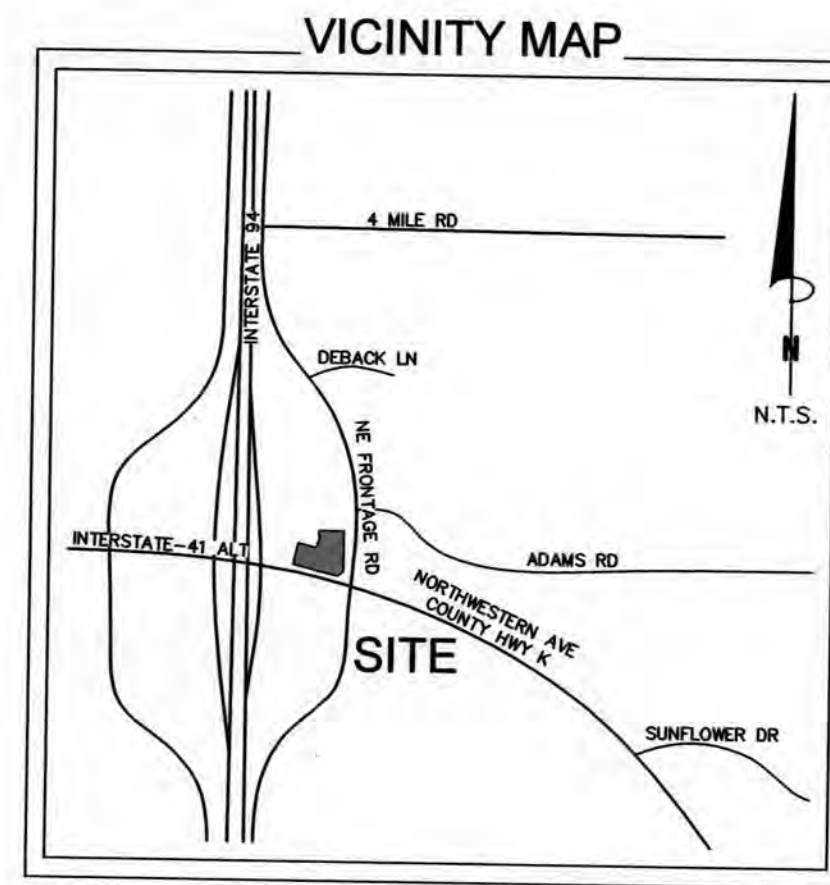 VICINITY MAP
4 MILE RD
INTERSTATE 94
DEBACK LN
N
N.T.S.
NE FRONTAGE RD
INTERSTATE-41 ALT
ADAMS RD
NORTHWESTERN AVE
COUNTY HWY K
SITE
SUNFLOWER DR